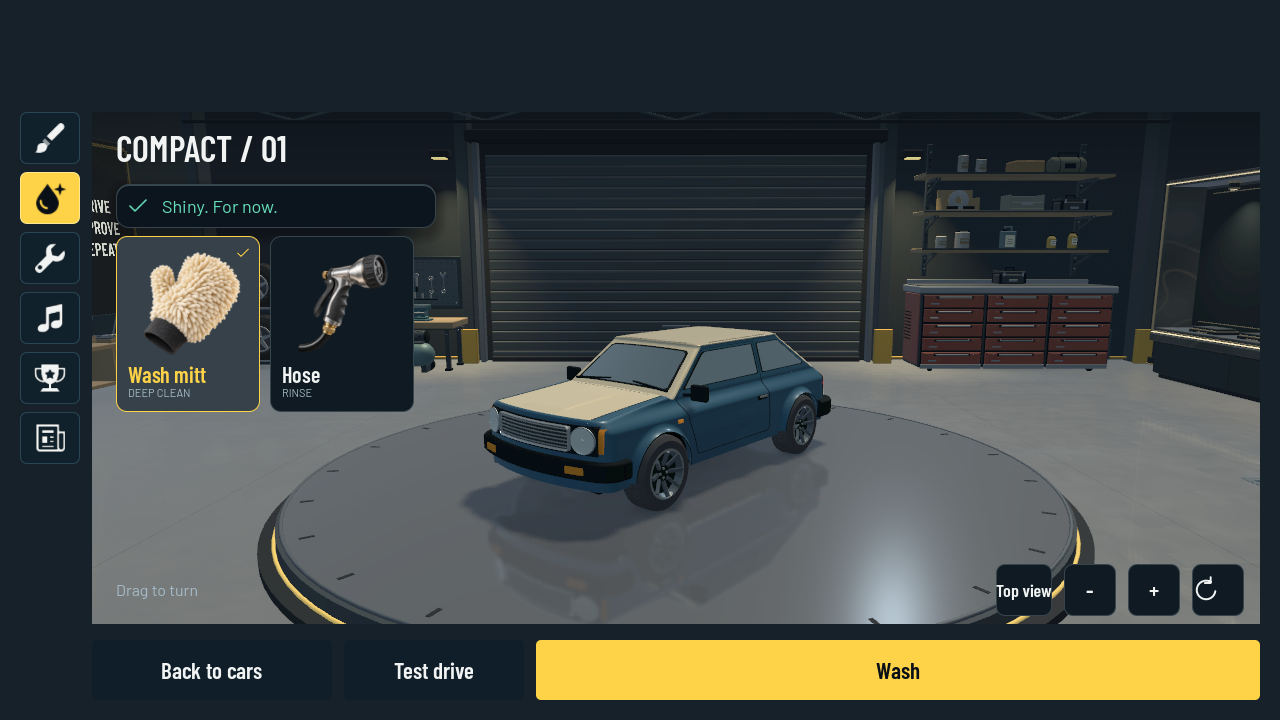 COMPACT / 01
Shiny. For now.
Wash mitt
DEEP CLEAN
Hose
RINSE
Drag to turn
Top view
-
+
Back to cars
Test drive
Wash